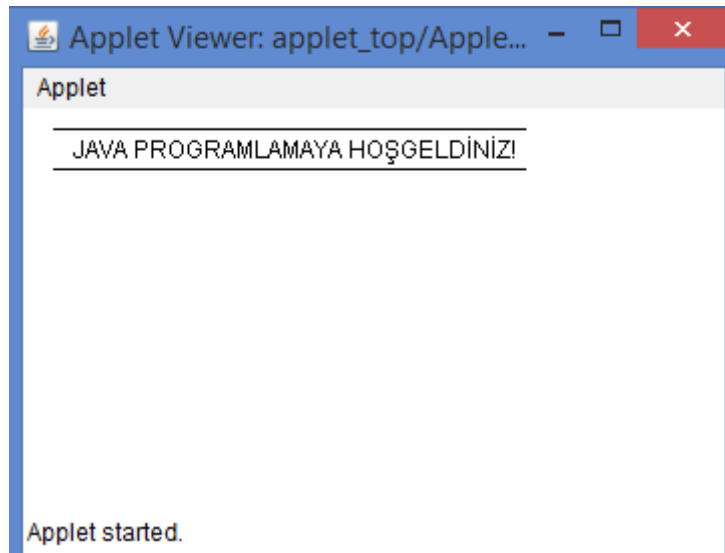 Applet Viewer: applet_top/Apple...
Applet
JAVA PROGRAMLAMAYA HOŞGELDİNİZ!
Applet started.